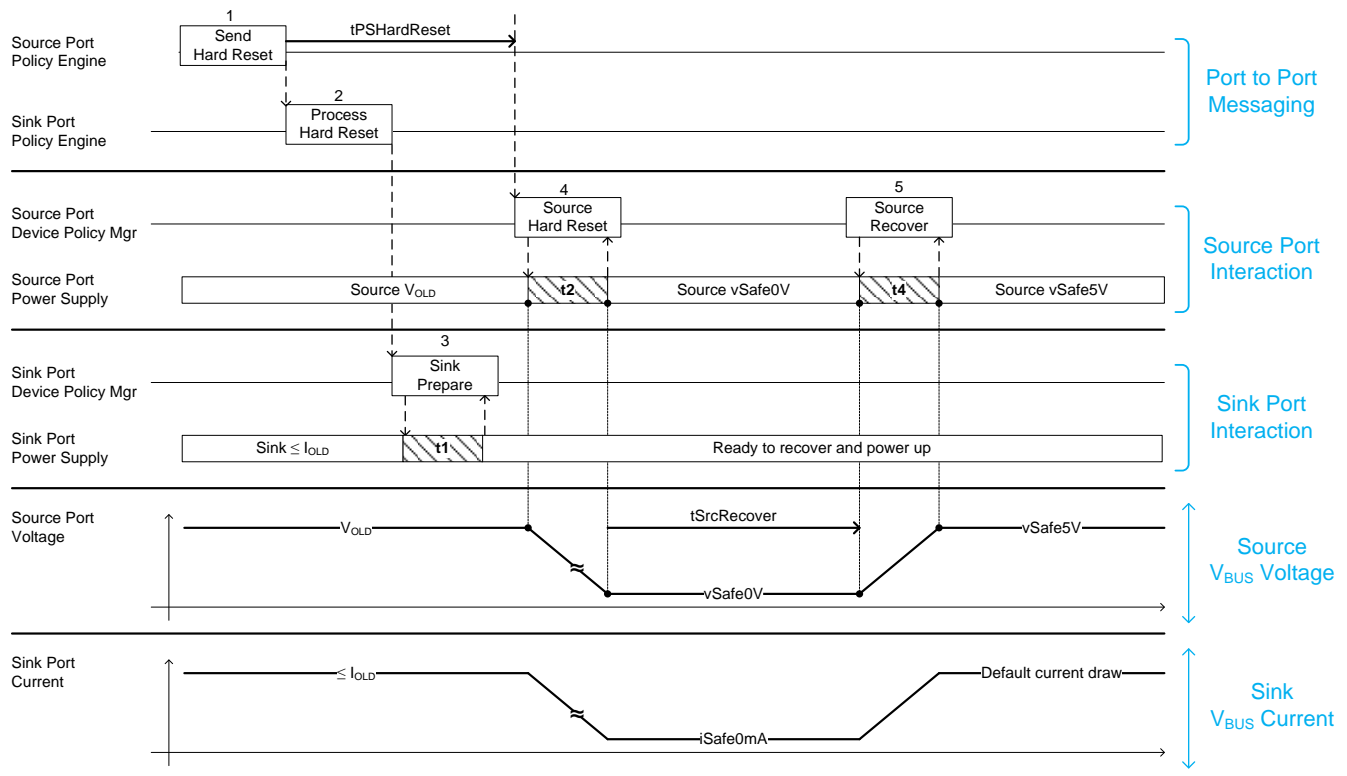 1
Source Port
Policy Engine
Send
Hard Reset
tPSHardReset
Port to Port
Messaging
2
Sink Port
Policy Engine
Process
Hard Reset
4
5
Source Port
Device Policy Mgr
Source
Hard Reset
Source
Recover
Source Port
Interaction
Source Port
Power Supply
Source VOLD
t2
Source vSafe0V
t4
Source vSafe5V
3
Sink Port
Device Policy Mgr
Sink
Prepare
Sink Port
Interaction
Sink Port
Power Supply
Sink ≤ IOLD
t1
Ready to recover and power up
Source Port
Voltage
VOLD
tSrcRecover
vSafe5V
≈
vSafe0V
Source
VBUS Voltage
Sink Port
Current
≤ IOLD
Default current draw
≈
iSafe0mA
Sink
VBUS Current